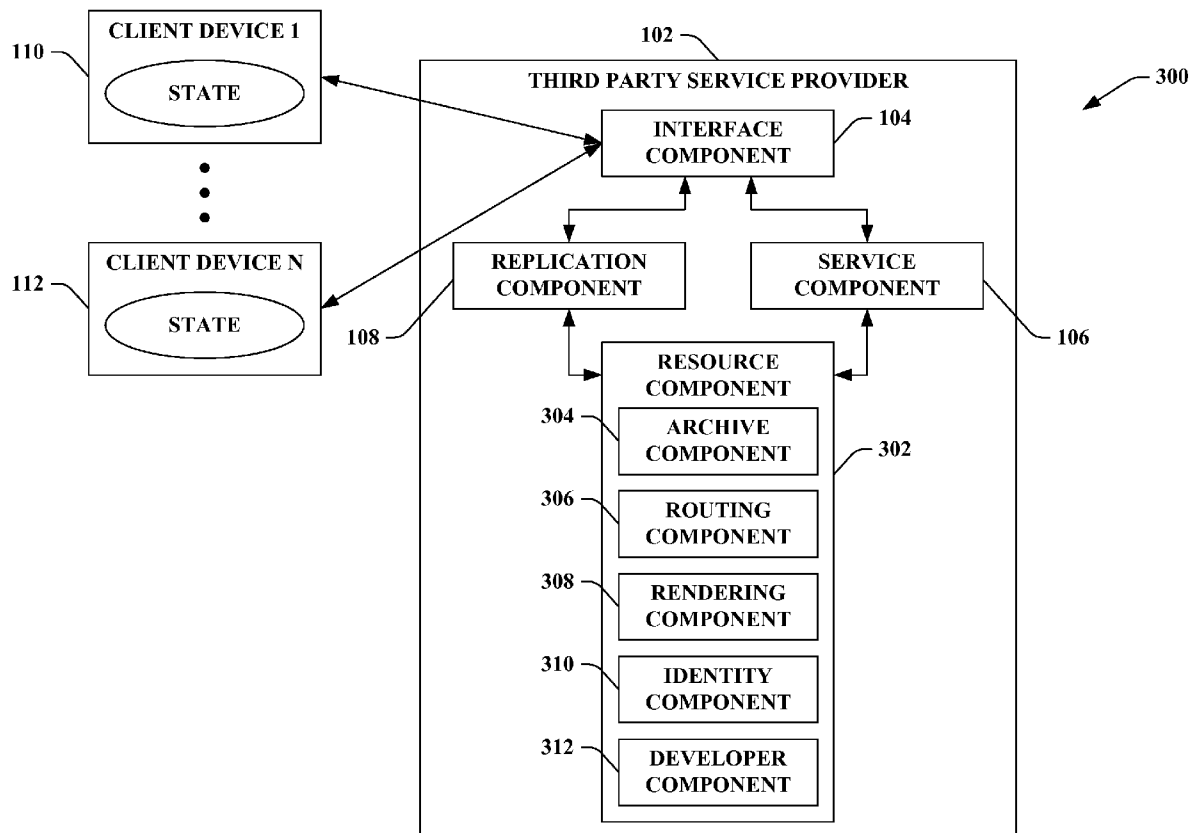 CLIENT DEVICE 1
STATE
110
CLIENT DEVICE N
STATE
112
102
THIRD PARTY SERVICE PROVIDER
300
INTERFACE
COMPONENT
104
REPLICATION
COMPONENT
108
SERVICE
COMPONENT
106
RESOURCE
COMPONENT
302
304
ARCHIVE
COMPONENT
306
ROUTING
COMPONENT
308
RENDERING
COMPONENT
310
IDENTITY
COMPONENT
312
DEVELOPER
COMPONENT